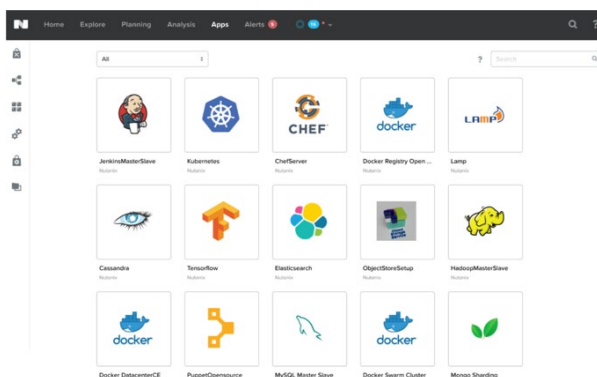 Home Explore Planning Analysis Apps Alerts
All
? Search
CHEF
docker
LAMP
JenkinsMasterSlave Kubernetes ChefServer Docker Registry Open ... Lamp
Nutanix Nutanix Nutanix Nutanix Nutanix
Cassandra Tensorflow Elasticsearch ObjectStoreSetup HadoopMasterSlave
Nutanix Nutanix Nutanix Nutanix Nutanix
docker docker
Docker DatacenterCE PuppetOpensource MySQL Master Slave Docker Swarm Cluster Mongo Sharding